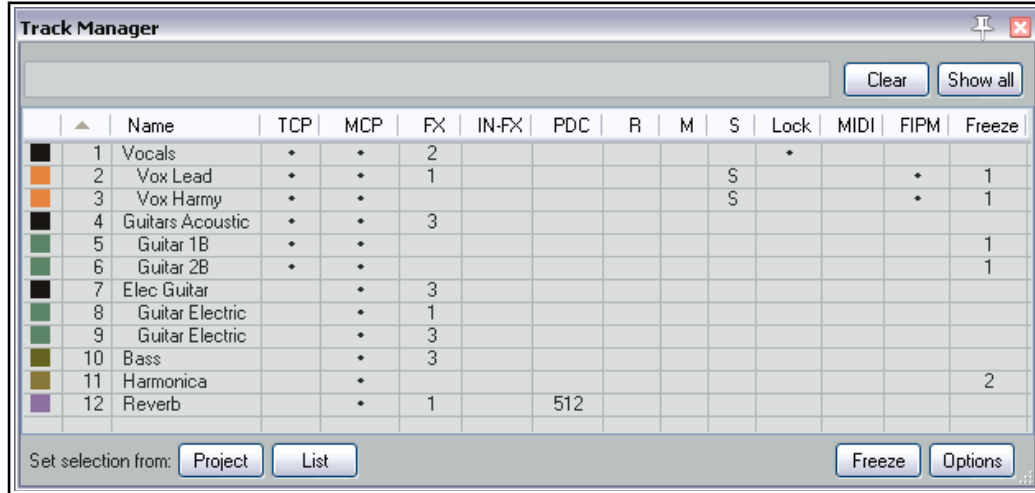 Track Manager
Clear Show all
Name TCP MCP FX IN-FX PDC R M S Lock MIDI FIPM Freeze
1 Vocals • • 2 •
2 Vox Lead • • 1 S • 1
3 Vox Harmy • • S • 1
4 Guitars Acoustic • • 3
5 Guitar 1B • • 1
6 Guitar 2B • • 1
7 Elec Guitar • 3
8 Guitar Electric • 1
9 Guitar Electric • 3
10 Bass • 3
11 Harmonica • 2
12 Reverb • 1 512
Set selection from: Project List Freeze Options